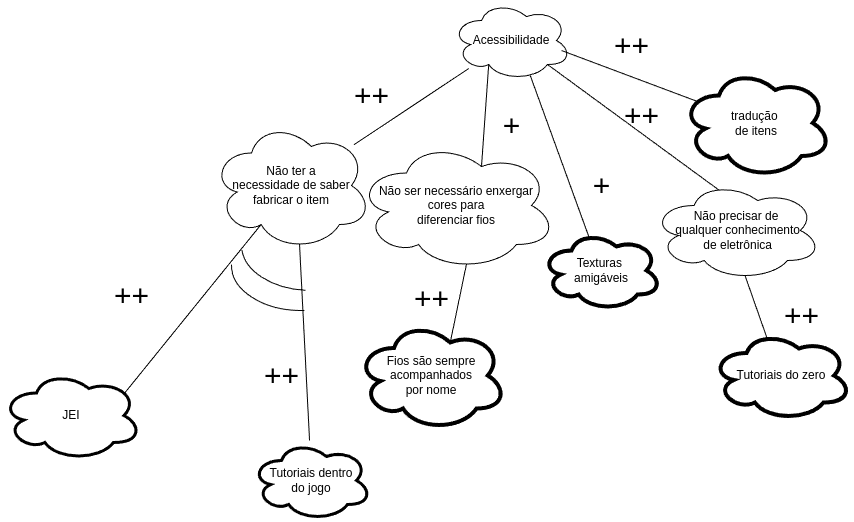 Acessibilidade
++
++
+
++
tradução
de itens
Não ter a
necessidade de saber
fabricar o item
Não ser necessário enxergar
cores para
diferenciar fios
+
Não precisar de
qualquer conhecimento
de eletrônica
Texturas
amigáveis
++
++
++
Fios são sempre
acompanhados
por nome
++
Tutoriais do zero
JEI
Tutoriais dentro
do jogo